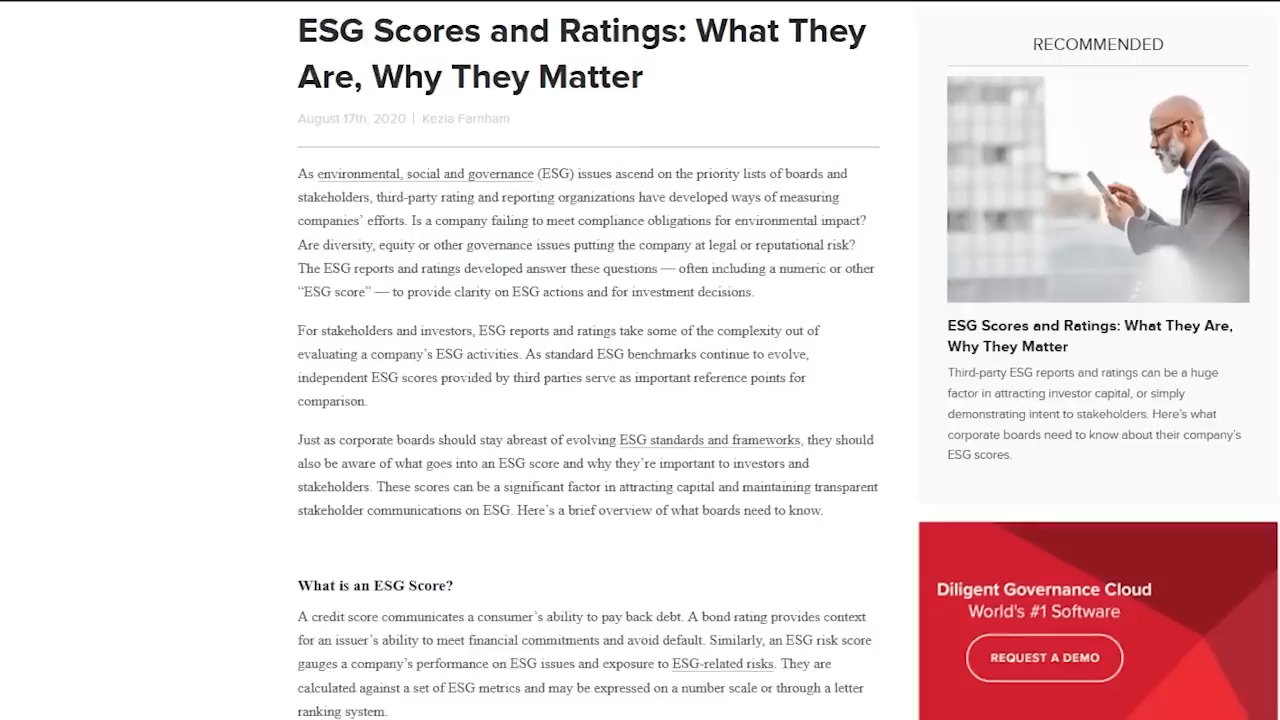 ESG Scores and Ratings: What They
Are, Why They Matter
August 17th, 2020 | Kezia Farnham
As environmental, social and governance (ESG) issues ascend on the priority lists of boards and
stakeholders, third-party rating and reporting organizations have developed ways of measuring
companies’ efforts. Is a company failing to meet compliance obligations for environmental impact?
Are diversity, equity or other governance issues putting the company at legal or reputational risk?
The ESG reports and ratings developed answer these questions — often including a numeric or other
“ESG score” — to provide clarity on ESG actions and for investment decisions.
For stakeholders and investors, ESG reports and ratings take some of the complexity out of
evaluating a company’s ESG activities. As standard ESG benchmarks continue to evolve,
independent ESG scores provided by third parties serve as important reference points for
comparison.
Just as corporate boards should stay abreast of evolving ESG standards and frameworks, they should
also be aware of what goes into an ESG score and why they’re important to investors and
stakeholders. These scores can be a significant factor in attracting capital and maintaining transparent
stakeholder communications on ESG. Here’s a brief overview of what boards need to know.
What is an ESG Score?
A credit score communicates a consumer’s ability to pay back debt. A bond rating provides context
for an issuer’s ability to meet financial commitments and avoid default. Similarly, an ESG risk score
gauges a company’s performance on ESG issues and exposure to ESG-related risks. They are
calculated against a set of ESG metrics and may be expressed on a number scale or through a letter
ranking system.
RECOMMENDED
ESG Scores and Ratings: What They Are,
Why They Matter
Third-party ESG reports and ratings can be a huge
factor in attracting investor capital, or simply
demonstrating intent to stakeholders. Here’s what
corporate boards need to know about their company’s
ESG scores.
Diligent Governance Cloud
World's #1 Software
REQUEST A DEMO